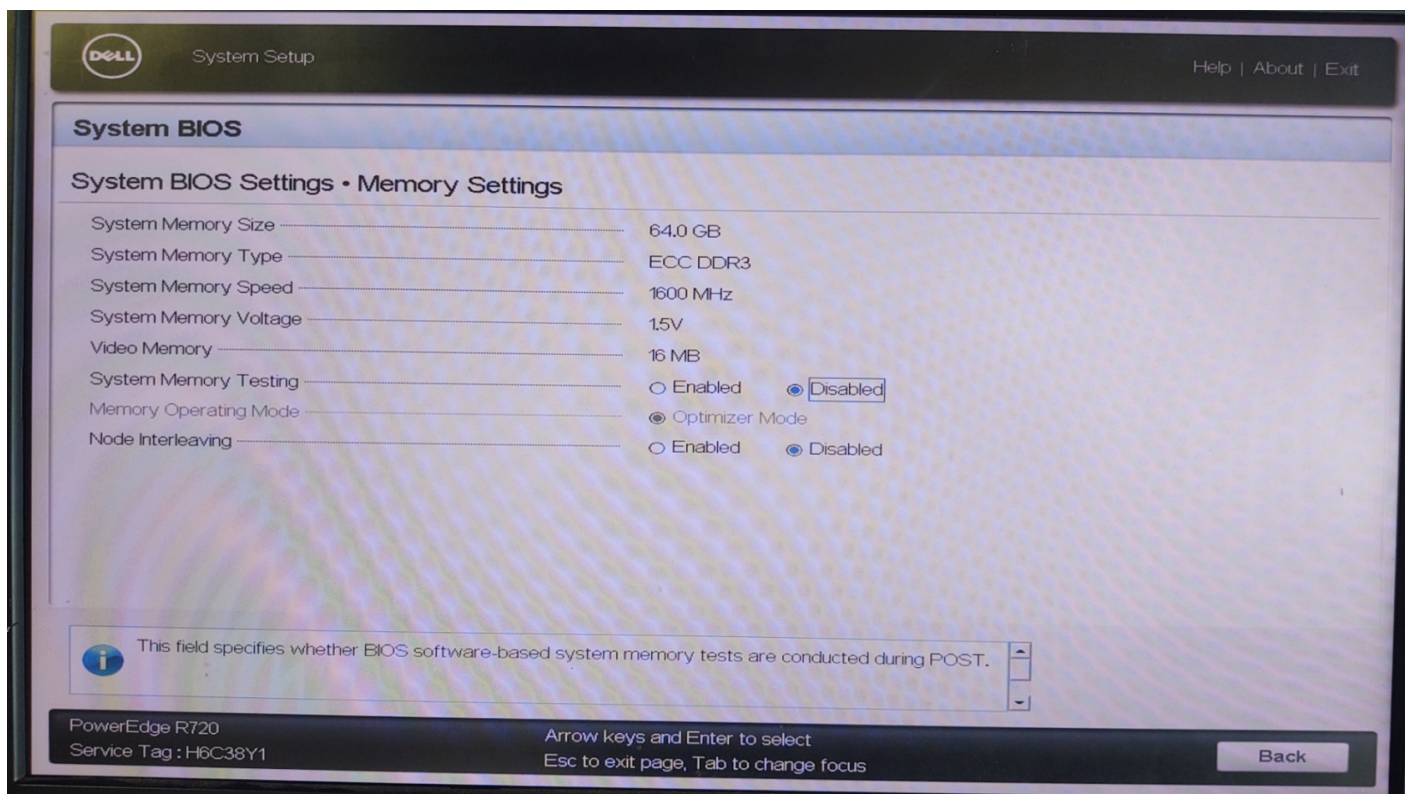 DELL
System Setup
Help | About | Exit
System BIOS
System BIOS Settings • Memory Settings
System Memory Size 64.0 GB
System Memory Type ECC DDR3
System Memory Speed 1600 MHz
System Memory Voltage 1.5V
Video Memory 16 MB
System Memory Testing Enabled Disabled
Memory Operating Mode Optimizer Mode
Node Interleaving Enabled Disabled
This field specifies whether BIOS software-based system memory tests are conducted during POST.
PowerEdge R720
Service Tag : H6C38Y1
Arrow keys and Enter to select
Esc to exit page, Tab to change focus
Back